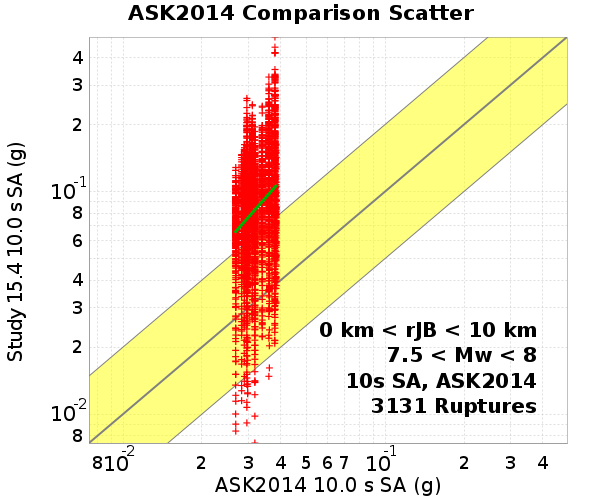 ASK2014 Comparison Scatter
Study 15.4 10.0 s SA (g)
4
3
2
10⁻¹
8
6
4
3
2
10⁻²
8
0 km < rJB < 10 km
7.5 < Mw < 8
10s SA, ASK2014
3131 Ruptures
8 10⁻² 2 3 4 5 6 7 10⁻¹ 2 3 4
ASK2014 10.0 s SA (g)